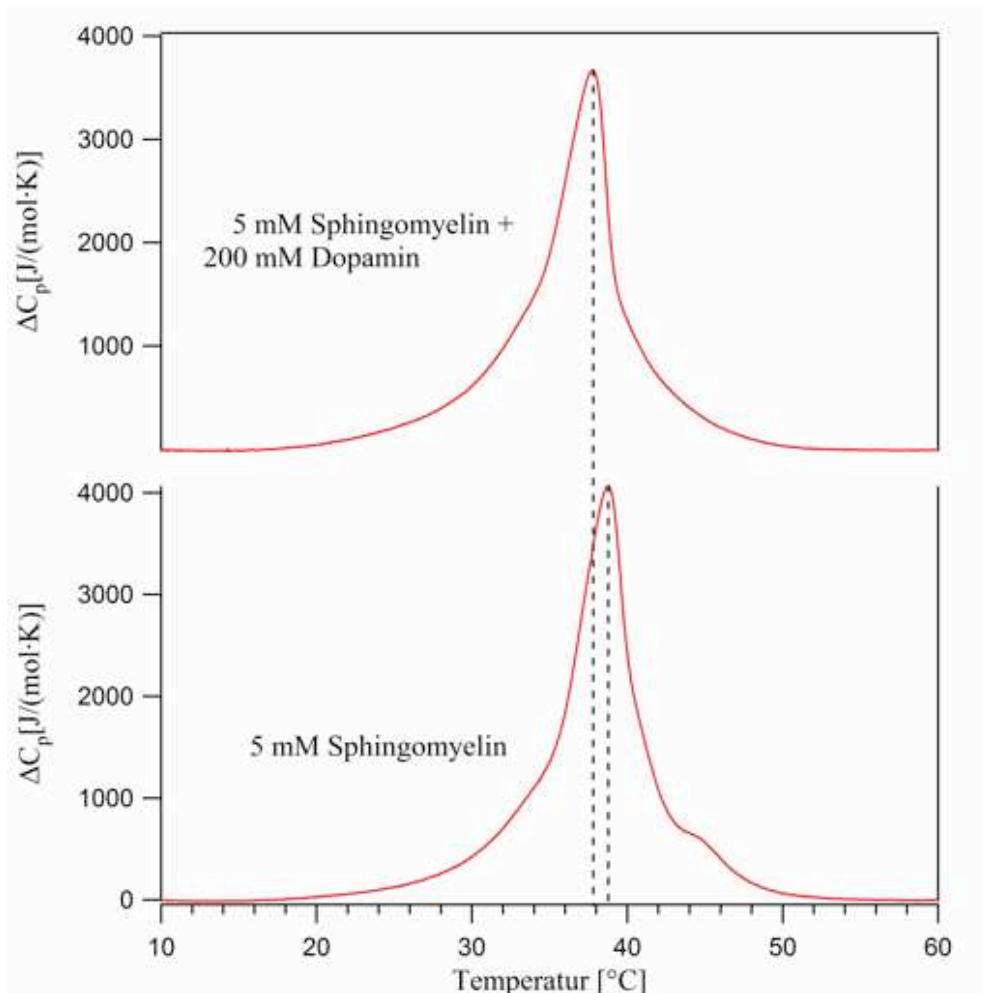 4000
3000
2000
1000
ΔCp[J/(mol·K)]
5 mM Sphingomyelin +
200 mM Dopamin
4000
3000
2000
1000
0
ΔCp[J/(mol·K)]
5 mM Sphingomyelin
10 20 30 40 50 60
Temperatur [°C]